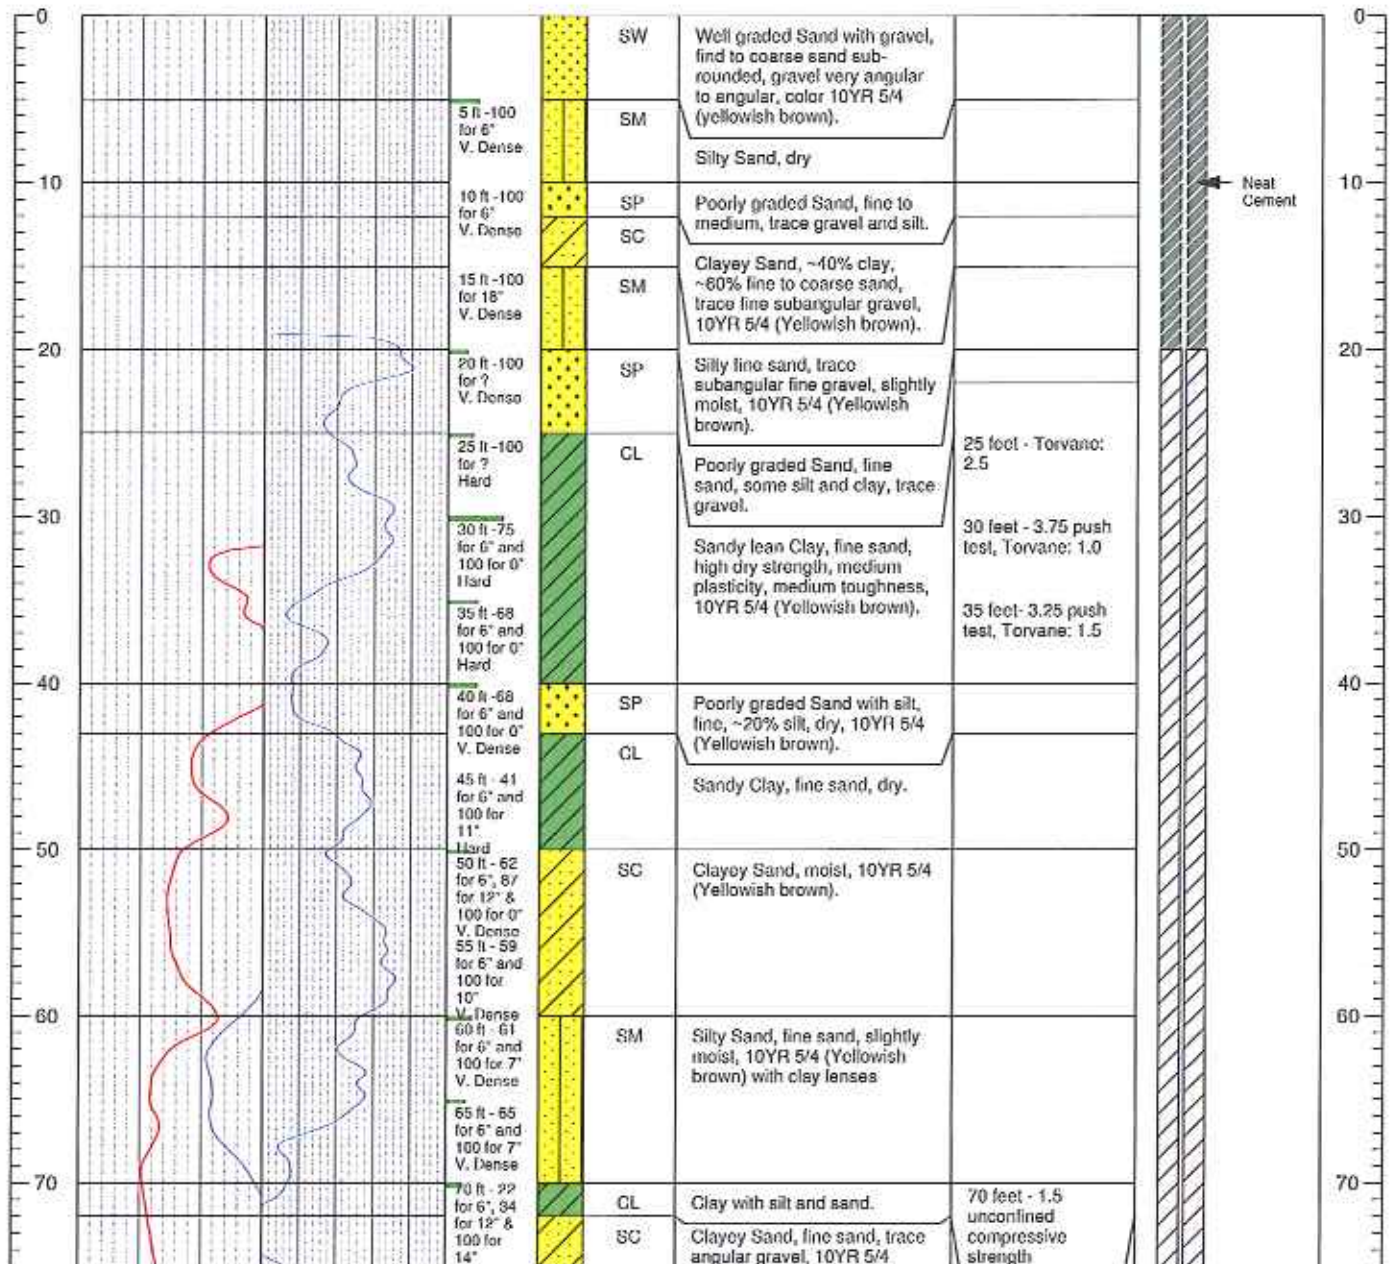 0
10
20
30
40
50
60
70
5 ft -100
for 6"
V. Dense
10 ft -100
for 6"
V. Dense
15 ft -100
for 18"
V. Dense
20 ft -100
for ?
V. Dense
25 ft -100
for ?
Hard
30 ft -75
for 6" and
100 for 0"
Hard
35 ft -68
for 6" and
100 for 0"
Hard
40 ft -68
for 6" and
100 for 0"
V. Dense
45 ft - 41
for 6" and
100 for
11"
Hard
50 ft - 62
for 6", 87
for 12" &
100 for 0"
V. Dense
55 ft - 59
for 6" and
100 for
10"
V. Dense
60 ft - 61
for 6" and
100 for 7"
V. Dense
65 ft - 65
for 6" and
100 for 7"
V. Dense
70 ft - 22
for 6", 34
for 12" &
100 for
14"
SW
SM
SP
SC
SM
SP
CL
SP
CL
SC
SM
CL
SC
Well graded Sand with gravel,
find to coarse sand sub-
rounded, gravel very angular
to angular, color 10YR 5/4
(yellowish brown).
Silty Sand, dry
Poorly graded Sand, fine to
medium, trace gravel and silt.
Clayey Sand, ~40% clay,
~60% fine to coarse sand,
trace fine subangular gravel,
10YR 5/4 (Yellowish brown).
Silty fine sand, trace
subangular fine gravel, slightly
moist, 10YR 5/4 (Yellowish
brown).
Poorly graded Sand, fine
sand, some silt and clay, trace
gravel.
Sandy lean Clay, fine sand,
high dry strength, medium
plasticity, medium toughness,
10YR 5/4 (Yellowish brown).
Poorly graded Sand with silt,
fine, ~20% silt, dry, 10YR 5/4
(Yellowish brown).
Sandy Clay, fine sand, dry.
Clayey Sand, moist, 10YR 5/4
(Yellowish brown).
Silty Sand, fine sand, slightly
moist, 10YR 5/4 (Yellowish
brown) with clay lenses
Clay with silt and sand.
Clayey Sand, fine sand, trace
angular gravel, 10YR 5/4
25 feet - Torvane:
2.5
30 feet - 3.75 push
test, Torvane: 1.0
35 feet- 3.25 push
test, Torvane: 1.5
70 feet - 1.5
unconfined
compressive
strength
Neat
Cement
0
10
20
30
40
50
60
70